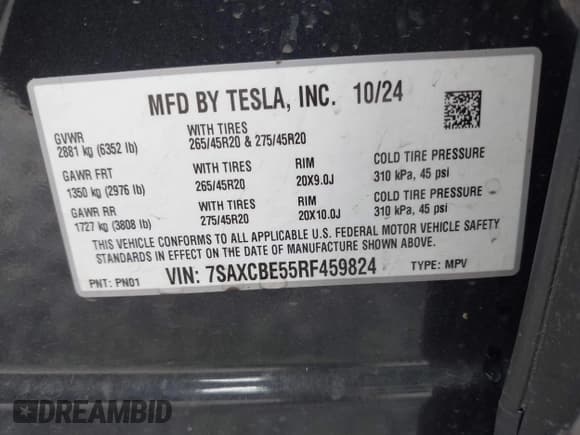 MFD BY TESLA, INC. 10/24
GVWR
2881 kg (6352 lb)
WITH TIRES
265/45R20 & 275/45R20
GAWR FRT
1350 kg (2976 lb)
WITH TIRES
265/45R20
RIM
20X9.0J
COLD TIRE PRESSURE
310 kPa, 45 psi
GAWR RR
1727 kg (3808 lb)
WITH TIRES
275/45R20
RIM
20X10.0J
COLD TIRE PRESSURE
310 kPa, 45 psi
THIS VEHICLE CONFORMS TO ALL APPLICABLE U.S. FEDERAL MOTOR VEHICLE SAFETY
STANDARDS IN EFFECT ON THE DATE OF MANUFACTURE SHOWN ABOVE.
PNT: PN01
VIN: 7SAXCBE55RF459824
TYPE: MPV
DREAMBID